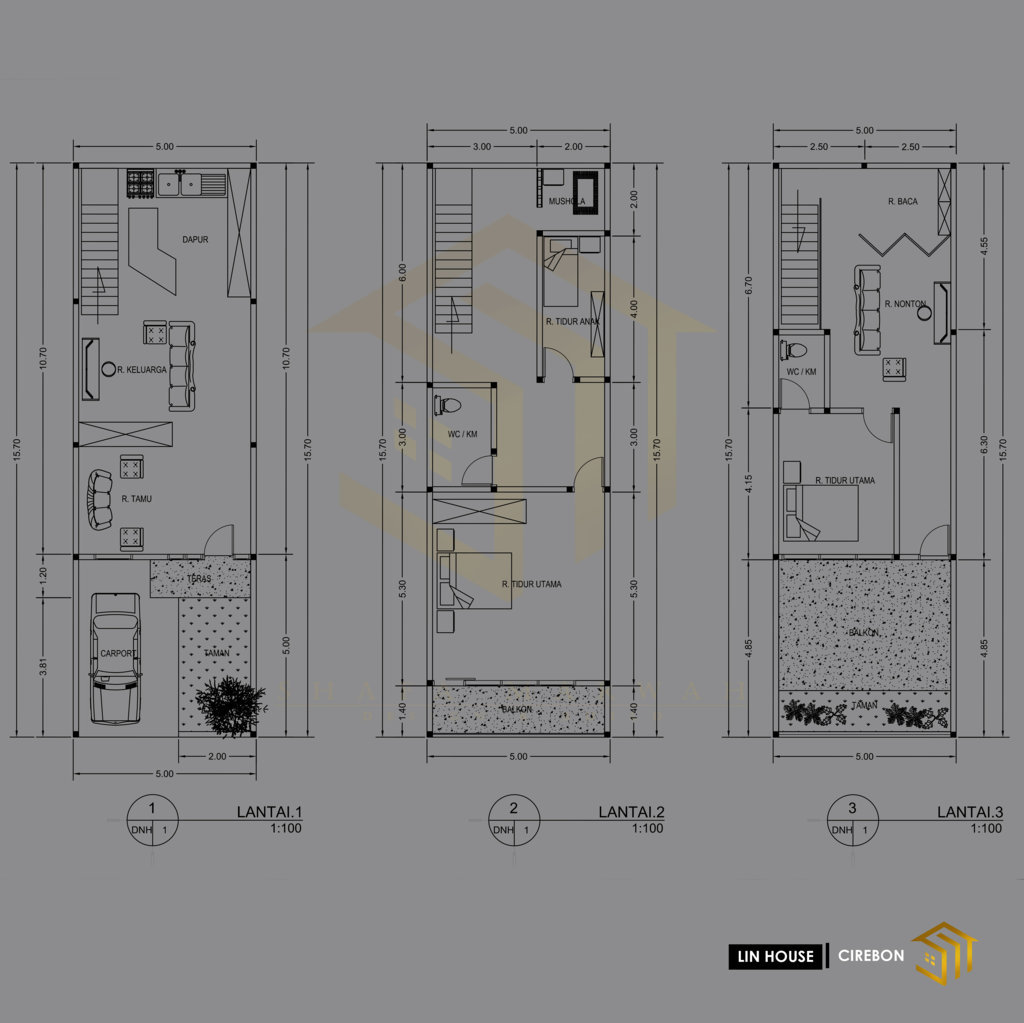 5.00
15.70
10.70
1.20
3.81
DAPUR
R. KELUARGA
R. TAMU
TERAS
CARPORT
TAMAN
10.70
5.00
15.70
2.00
5.00
1
DNH 1
LANTAI.1
1:100
5.00
3.00
2.00
15.70
6.00
3.00
5.30
1.40
MUSHOLA
R. TIDUR ANAK
WC / KM
R. TIDUR UTAMA
BALKON
2.00
4.00
3.00
5.30
1.40
15.70
5.00
2
DNH 1
LANTAI.2
1:100
5.00
2.50
2.50
15.70
6.70
4.15
4.85
R. BACA
R. NONTON
WC / KM
R. TIDUR UTAMA
BALKON
TAMAN
4.55
6.30
4.85
15.70
5.00
3
DNH 1
LANTAI.3
1:100
LIN HOUSE
CIREBON